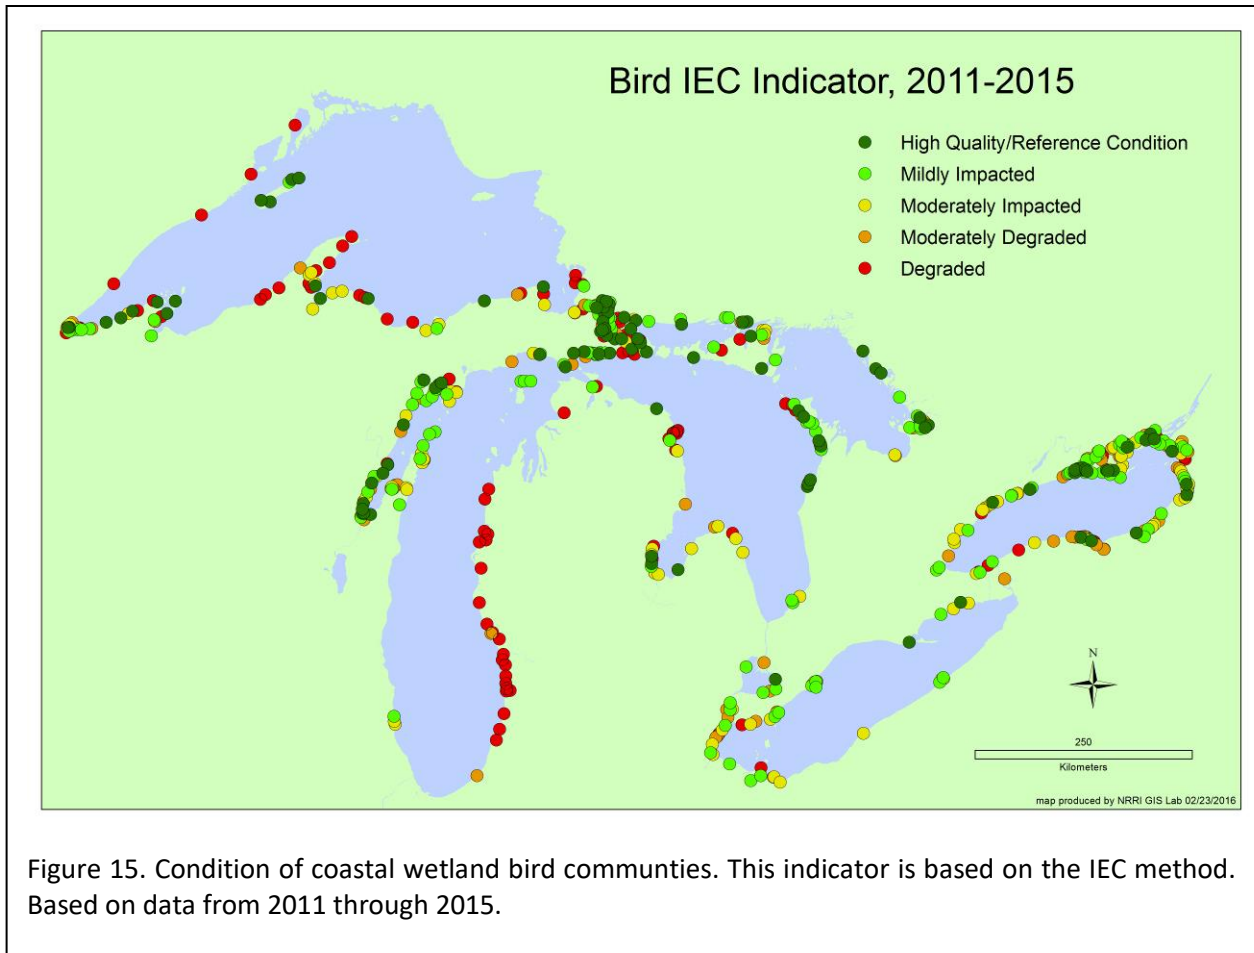 Bird IEC Indicator, 2011-2015
High Quality/Reference Condition
Mildly Impacted
Moderately Impacted
Moderately Degraded
Degraded
N
250
Kilometers
map produced by NRRI GIS Lab 02/23/2016
Figure 15. Condition of coastal wetland bird communties. This indicator is based on the IEC method.
Based on data from 2011 through 2015.